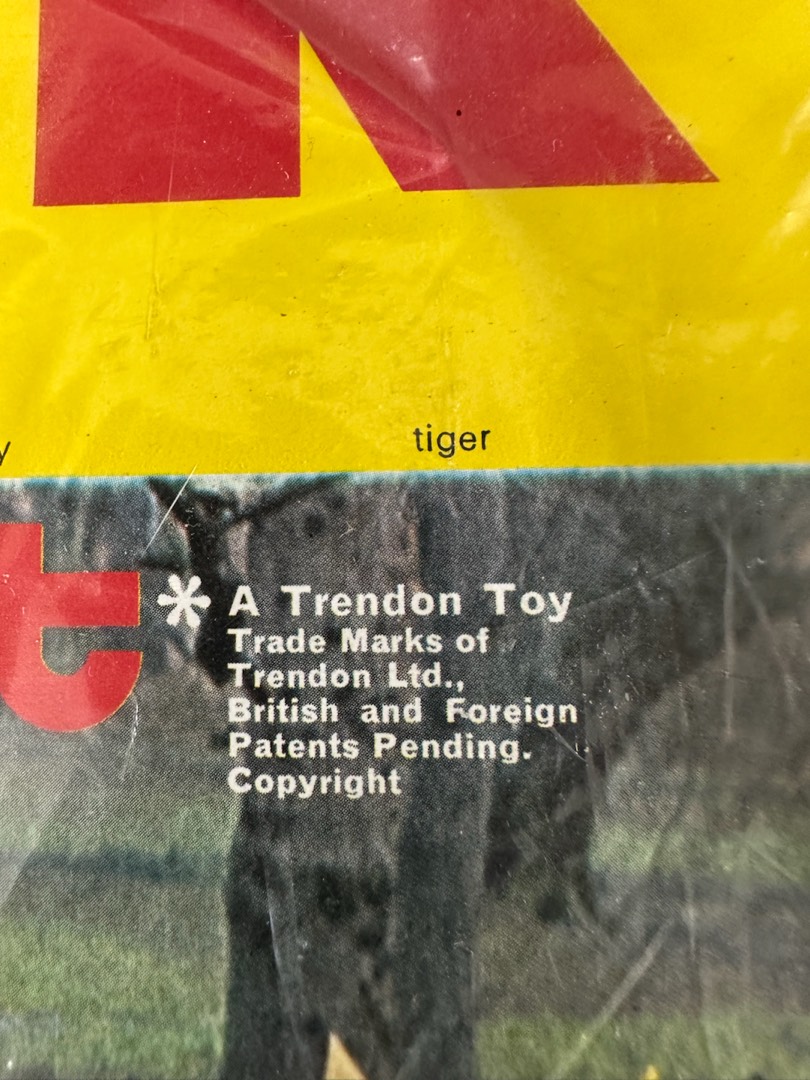 tiger
* A Trendon Toy
Trade Marks of
Trendon Ltd.,
British and Foreign
Patents Pending.
Copyright